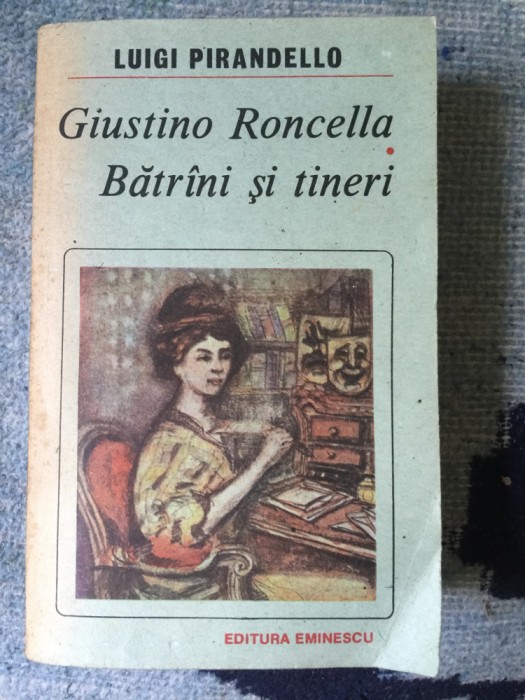 LUIGI PIRANDELLO
Giustino Roncella
Bătrîni și tineri
EDITURA EMINESCU